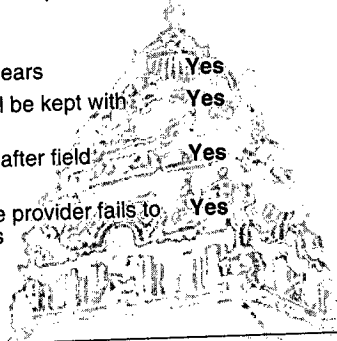 ears Yes
be kept with Yes
after field Yes
provider fails to Yes